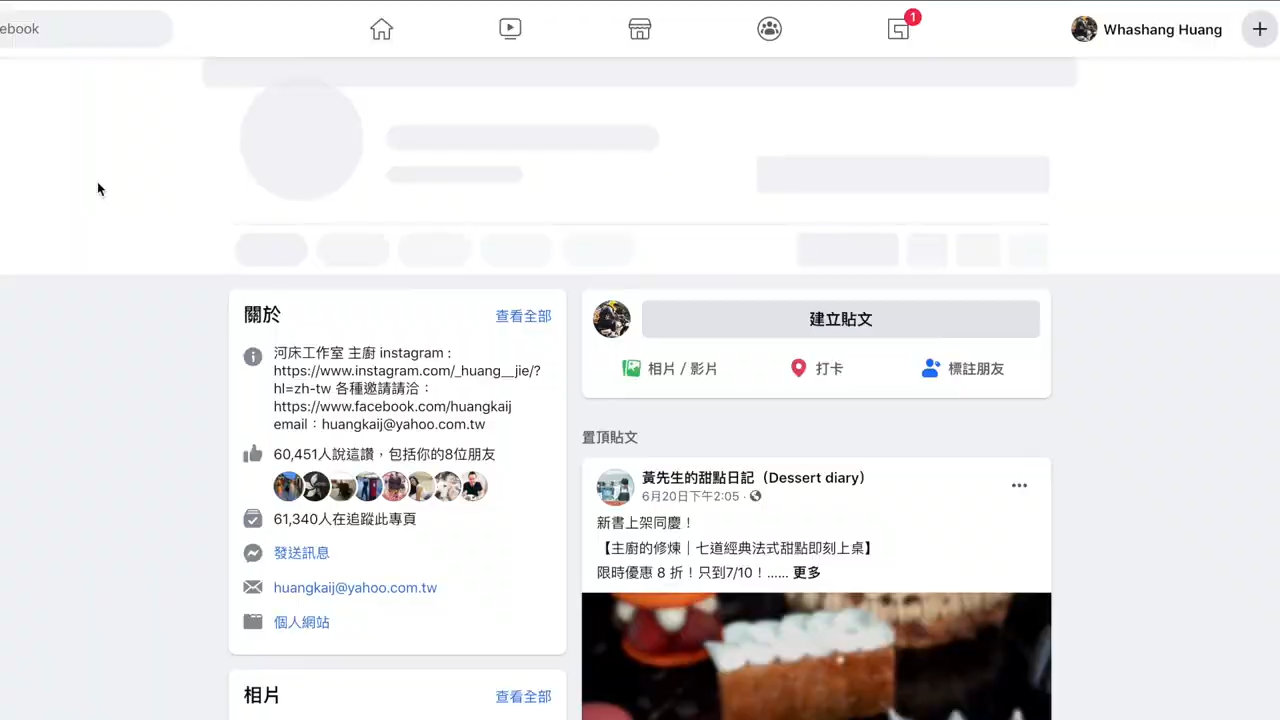 ebook
1
Whashang Huang
關於
查看全部
河床工作室 主廚 instagram :
https://www.instagram.com/_huang__jie/?
hl=zh-tw 各種邀請請洽：
https://www.facebook.com/huangkaij
email：huangkaij@yahoo.com.tw
60,451人說這讚，包括你的8位朋友
61,340人在追蹤此專頁
發送訊息
huangkaij@yahoo.com.tw
個人網站
相片
查看全部
建立貼文
相片 / 影片
打卡
標註朋友
置頂貼文
黃先生的甜點日記（Dessert diary）
6月20日下午2:05 ·
新書上架同慶！
【主廚的修煉｜七道經典法式甜點即刻上桌】
限時優惠 8 折！只到7/10！...... 更多